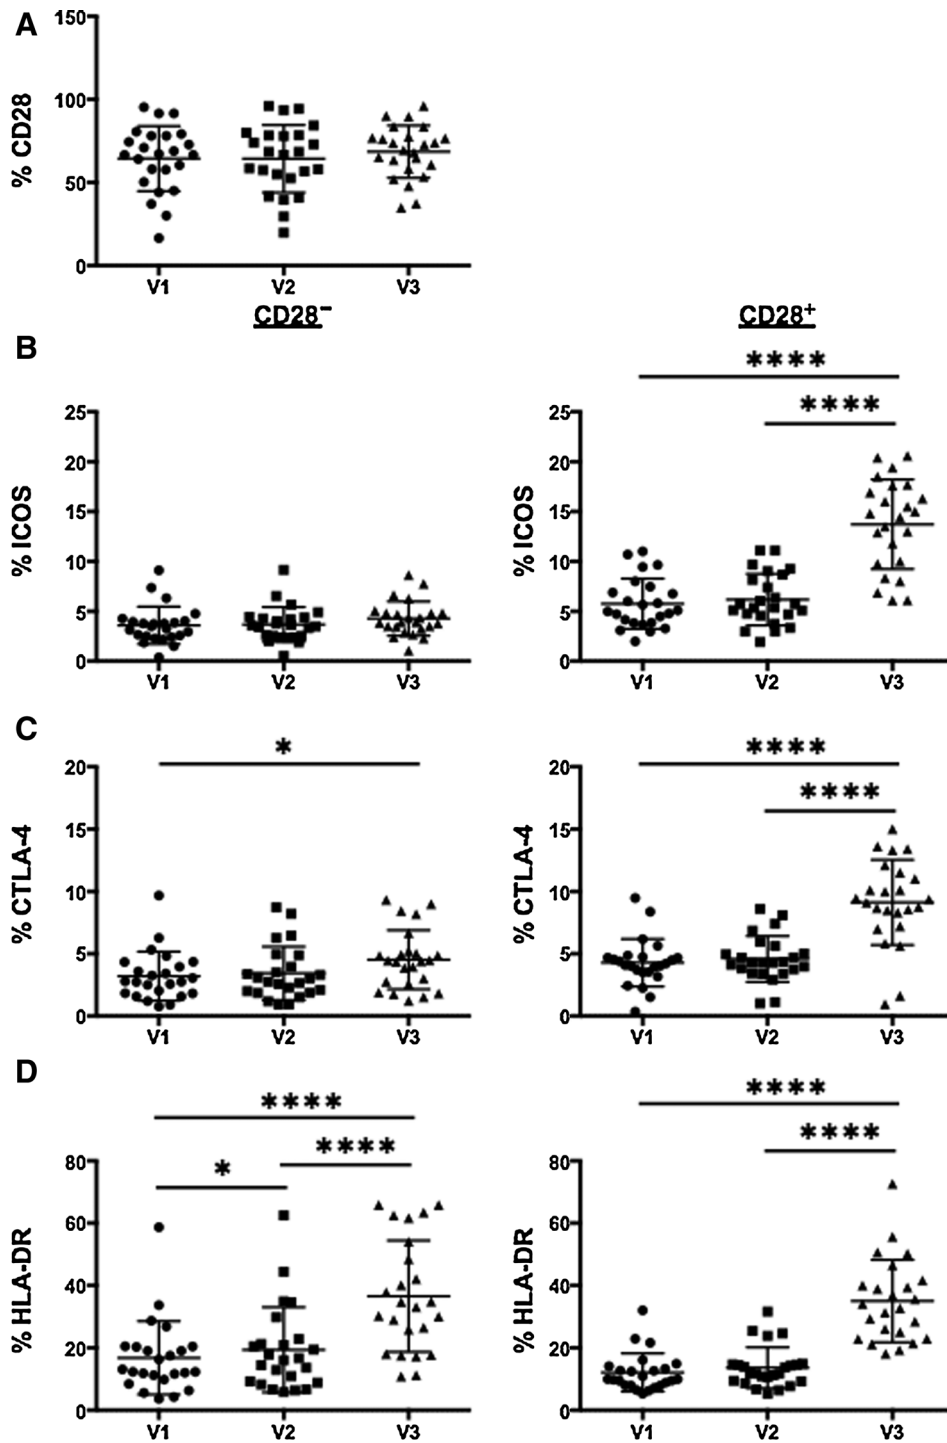 A
% CD28
150
100
50
0
V1 V2 V3
CD28⁻
CD28⁺
B
% ICOS
25
20
15
10
5
0
V1 V2 V3
% ICOS
****
****
25
20
15
10
5
0
V1 V2 V3
C
% CTLA-4
*
20
15
10
5
0
V1 V2 V3
% CTLA-4
****
****
20
15
10
5
0
V1 V2 V3
D
% HLA-DR
****
****
*
80
60
40
20
0
V1 V2 V3
% HLA-DR
****
****
80
60
40
20
0
V1 V2 V3